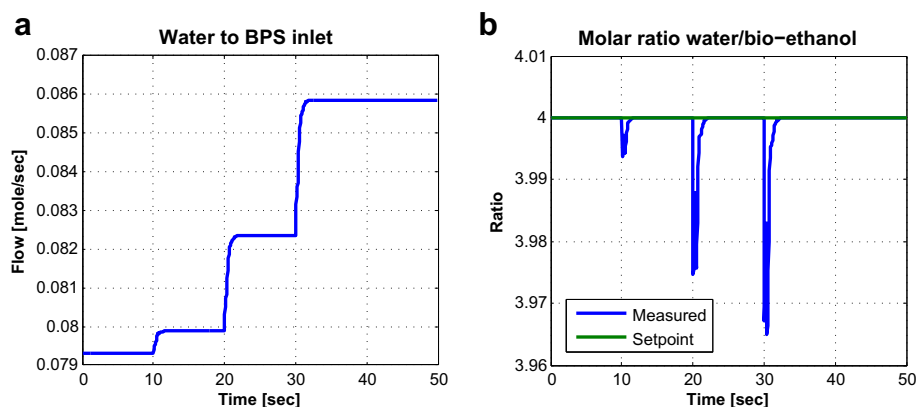 a
Water to BPS inlet
0.087
0.086
0.085
0.084
0.083
0.082
0.081
0.08
0.079
Flow [mole/sec]
0 10 20 30 40 50
Time [sec]
b
Molar ratio water/bio−ethanol
4.01
4
3.99
3.98
3.97
3.96
Ratio
Measured
Setpoint
0 10 20 30 40 50
Time [sec]